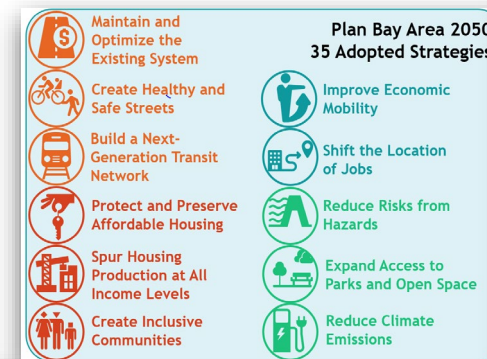 Plan Bay Area 2050
35 Adopted Strategies
Maintain and
Optimize the
Existing System
Create Healthy and
Safe Streets
Build a Next-
Generation Transit
Network
Protect and Preserve
Affordable Housing
Spur Housing
Production at All
Income Levels
Create Inclusive
Communities
Improve Economic
Mobility
Shift the Location
of Jobs
Reduce Risks from
Hazards
Expand Access to
Parks and Open Space
Reduce Climate
Emissions